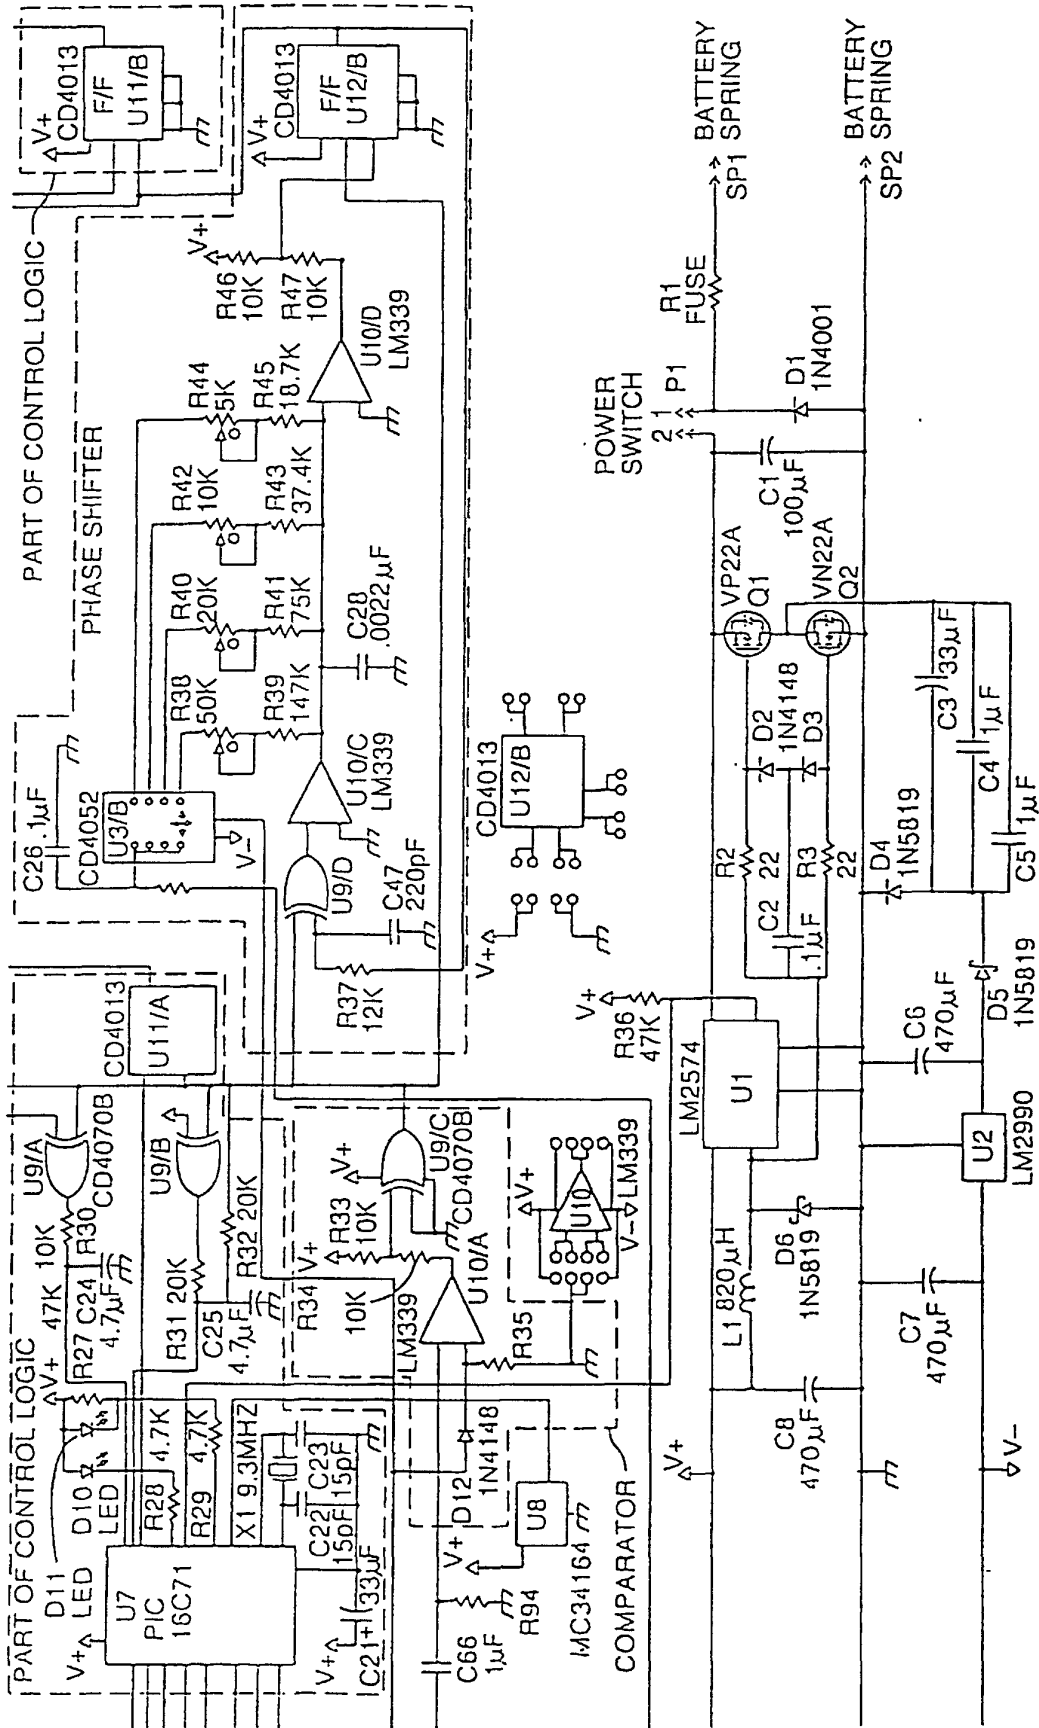 PART OF CONTROL LOGIC
V+
CD4013
F/F
U11/B
PHASE SHIFTER
V+
CD4013
F/F
U12/B
V+
R46
10K
R47
10K
U10/D
LM339
R44
5K
R45
18.7K
R42
10K
R43
37.4K
R40
20K
R41
75K
R38
50K
R39
147K
C28
.0022µF
U10/C
LM339
C26 .1µF
CD4052
U3/B
V-
U9/D
C47
220pF
R37
12K
CD4013
U12/B
V+
CD4013
U11/A
U9/A
CD4070B
U9/B
10K
R30
47K
R27
C24
4.7µF
R31 20K
R32 20K
C25
4.7µF
V+
PART OF CONTROL LOGIC
D11
LED
D10
LED
R28
4.7K
R29
4.7K
X1 9.3MHZ
C22
15pF
C23
15pF
V+
U7
PIC
16C71
V+
C21
+
33µF
V+
R33
10K
R34
10K
V+
U9/C
CD4070B
LM339
U10/A
R35
V+
U10
V-
LM339
D12
1N4148
V+
U8
MC34164
R94
C66
1µF
COMPARATOR
BATTERY
SPRING
SP1
BATTERY
SPRING
SP2
R1
FUSE
POWER
SWITCH
P1
1
2
D1
1N4001
C1
100µF
VP22A
Q1
VN22A
Q2
D2
1N4148
D3
R2
22
C2
.1µF
R3
22
C3
33µF
C4
1µF
C5
1µF
D4
1N5819
D5
1N5819
V+
R36
47K
LM2574
U1
C6
470µF
U2
LM2990
L1 820µH
D6
1N5819
C7
470µF
C8
470µF
V+
V-